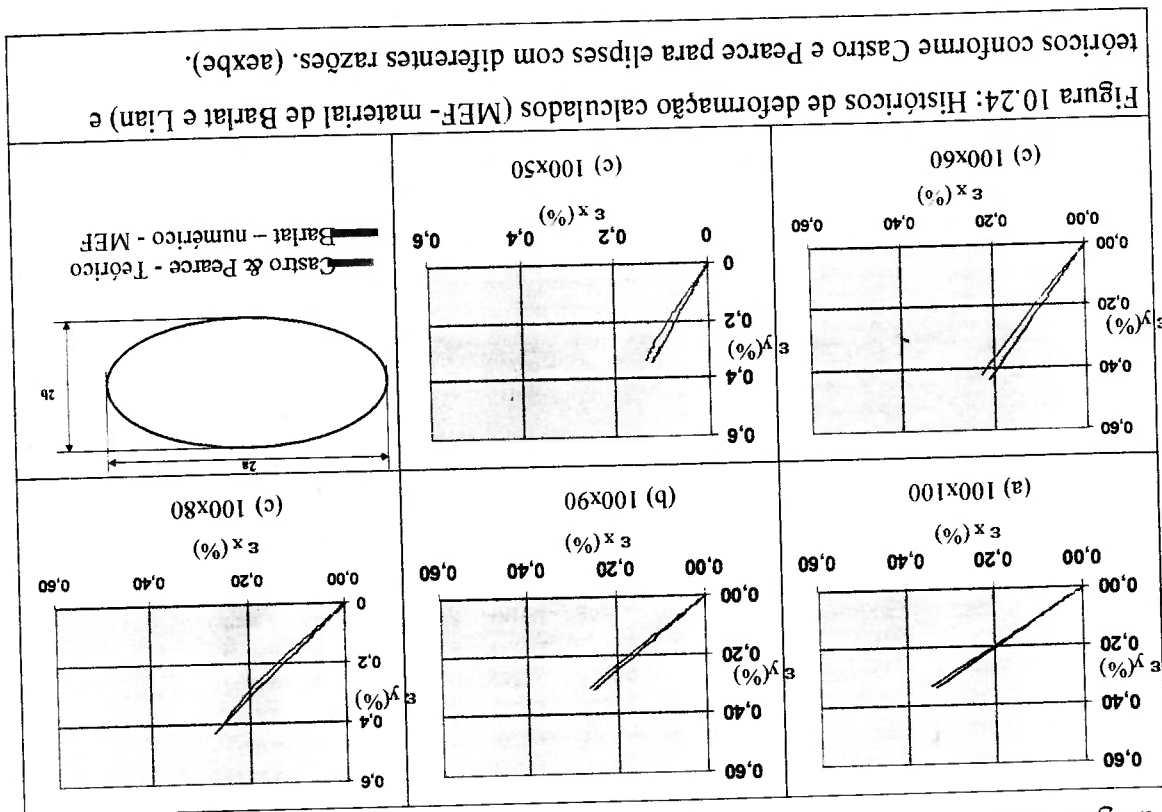 0,60
0,40
ε y(%)
0,20
0,00
0,00 0,20 0,40 0,60
ε x (%)
(a) 100x100
0,60
0,40
ε y(%)
0,20
0,00
0,00 0,20 0,40 0,60
ε x (%)
(b) 100x90
0,6
0,4
ε y(%)
0,2
0
0,00 0,20 0,40 0,60
ε x (%)
(c) 100x80
0,60
0,40
ε y(%)
0,20
0,00
0,00 0,20 0,40 0,60
ε x (%)
(c) 100x60
0,6
0,4
ε y(%)
0,2
0
0 0,2 0,4 0,6
ε x (%)
(c) 100x50
2a
2b
Castro & Pearce - Teórico
Barlat – numérico - MEF
Figura 10.24: Históricos de deformação calculados (MEF- material de Barlat e Lian) e
teóricos conforme Castro e Pearce para elipses com diferentes razões. (aexbe).